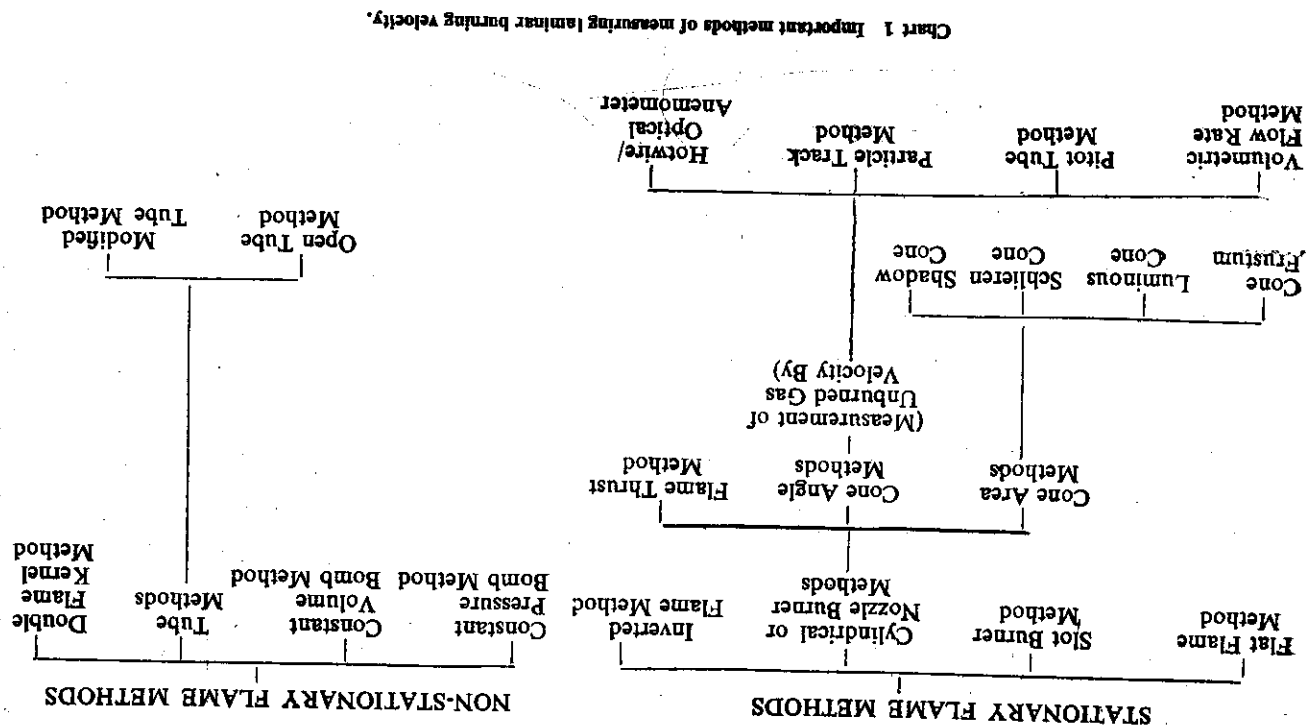 STATIONARY FLAME METHODS
Flat Flame
Method
Slot Burner
Method
Cylindrical or
Nozzle Burner
Methods
Inverted
Flame Method
Cone Area
Methods
Cone Angle
Methods
Flame Thrust
Method
(Measurement of
Unburned Gas
Velocity By)
Cone
Frustum
Luminous
Cone
Schlieren
Cone
Shadow
Cone
Volumetric
Flow Rate
Method
Pitot Tube
Method
Particle Track
Method
Hotwire/
Optical
Anemometer
NON-STATIONARY FLAME METHODS
Constant
Pressure
Bomb Method
Constant
Volume
Bomb Method
Tube
Methods
Double
Flame
Kernel
Method
Open Tube
Method
Modified
Tube Method
Chart 1 Important methods of measuring laminar burning velocity.